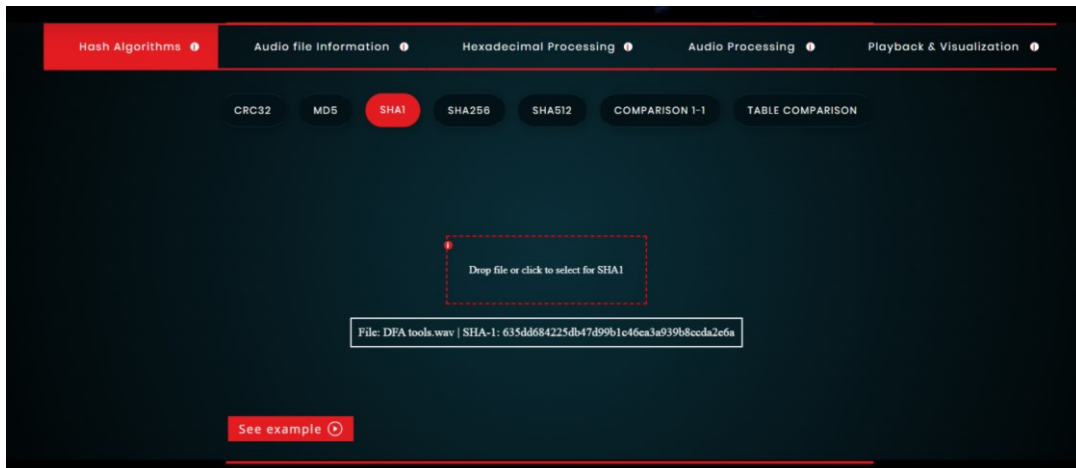 Hash Algorithms Audio file Information Hexadecimal Processing Audio Processing Playback & Visualization
CRC32 MD5 SHA1 SHA256 SHA512 COMPARISON 1-1 TABLE COMPARISON
Drop file or click to select for SHA1
File: DFA tools.wav | SHA-1: 635dd684225db47d99b1c46ea3a939b8ccda2c6a
See example